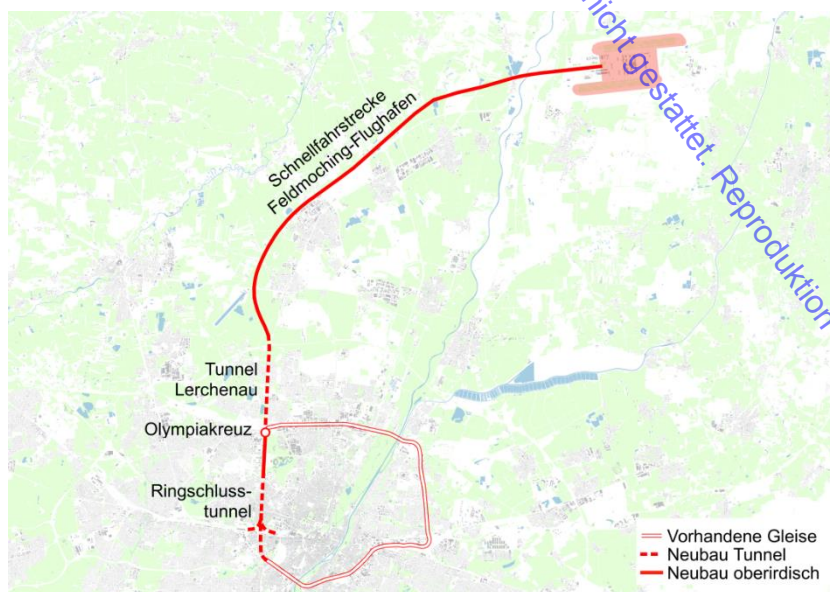 nicht gestattet. Reproduktion
Schnellfahrstrecke
Feldmoching-Flughafen
Tunnel
Lerchenau
Olympiakreuz
Ringschluss-
tunnel
Vorhandene Gleise
Neubau Tunnel
Neubau oberirdisch